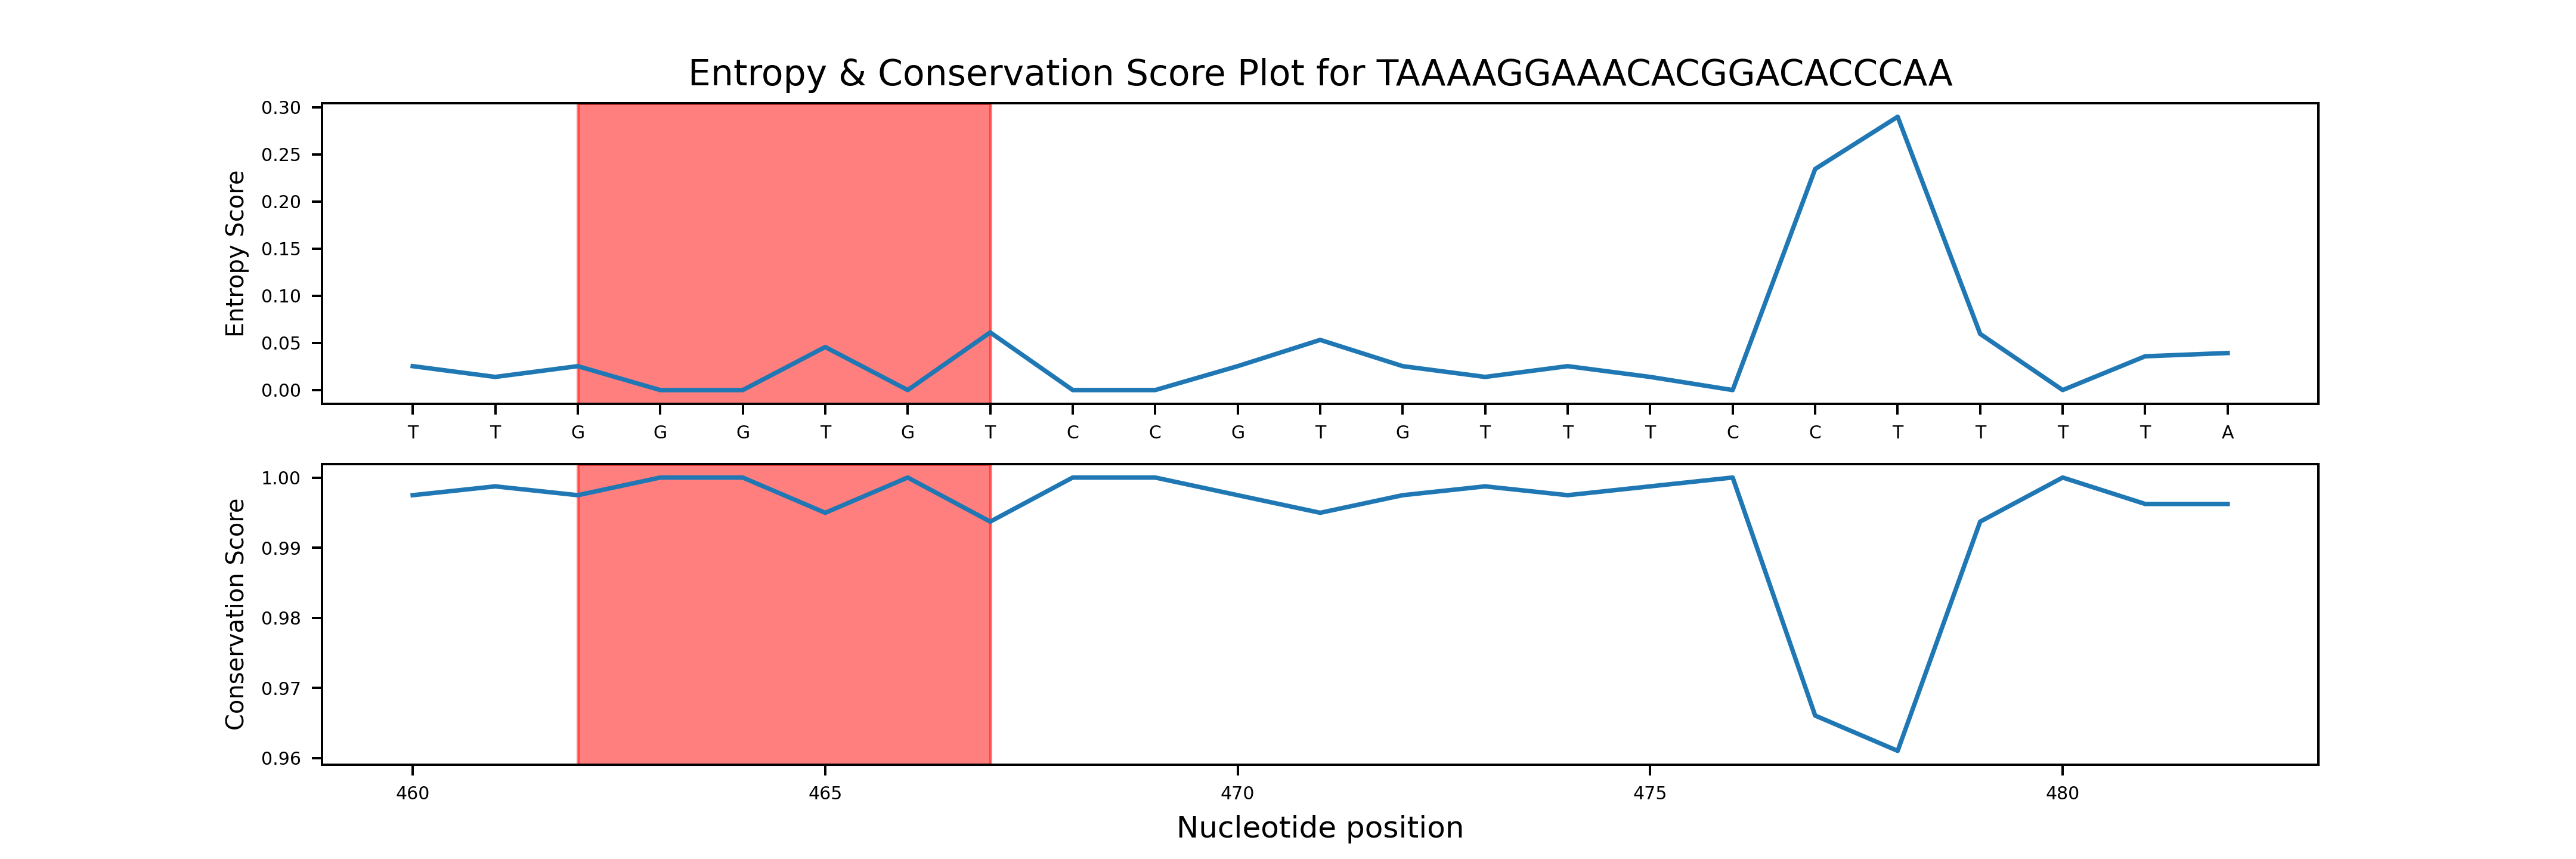 Entropy & Conservation Score Plot for TAAAAGGAAACACGGACACCCAA
Entropy Score
0.30
0.25
0.20
0.15
0.10
0.05
0.00
T T G G G T G T C C G T G T T T C C T T T T A
Conservation Score
1.00
0.99
0.98
0.97
0.96
460 465 470 475 480
Nucleotide position